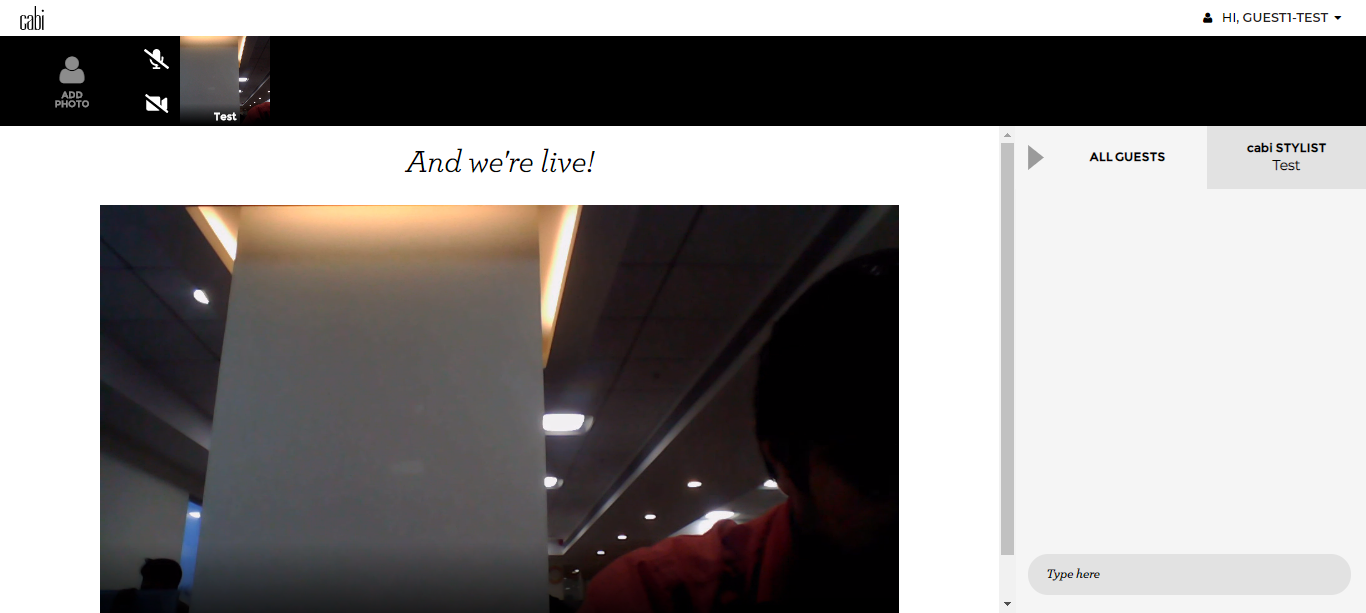 cabi
HI, GUEST1-TEST
ADD
PHOTO
Test
And we're live!
ALL GUESTS
cabi STYLIST
Test
Type here